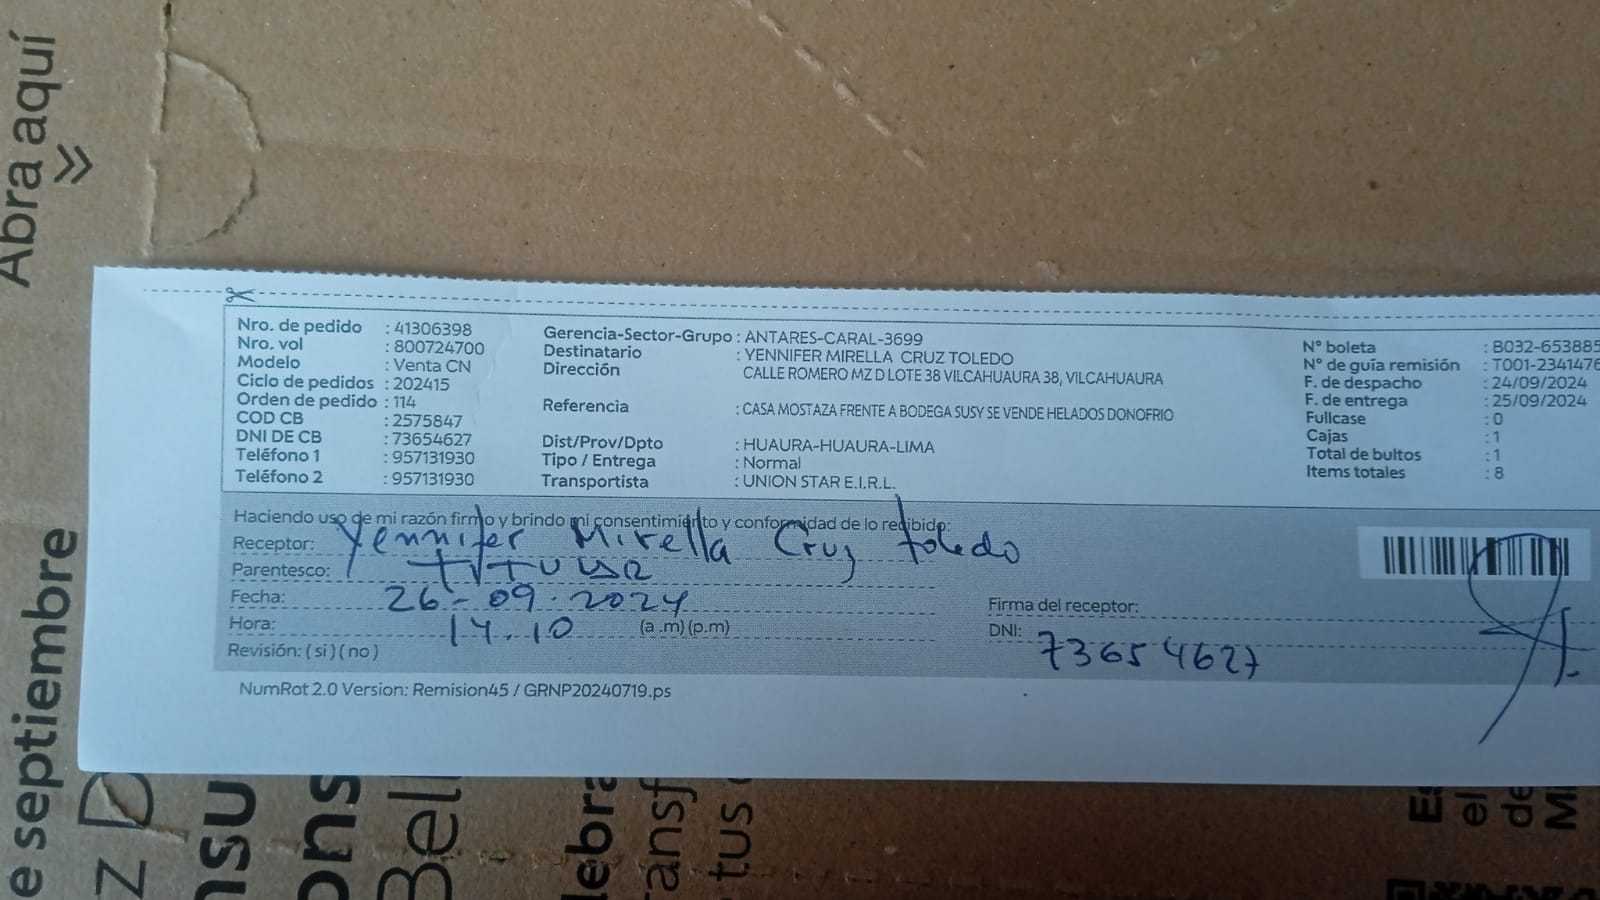 Abra aquí
Nro. de pedido : 41306398
Nro. vol : 800724700
Modelo : Venta CN
Ciclo de pedidos : 202415
Orden de pedido : 114
COD CB : 2575847
DNI DE CB : 73654627
Teléfono 1 : 957131930
Teléfono 2 : 957131930
Gerencia-Sector-Grupo : ANTARES-CARAL-3699
Destinatario : YENNIFER MIRELLA CRUZ TOLEDO
Dirección CALLE ROMERO MZ D LOTE 38 VILCAHUAURA 38, VILCAHUAURA
Referencia : CASA MOSTAZA FRENTE A BODEGA SUSY SE VENDE HELADOS DONOFRIO
Dist/Prov/Dpto : HUAURA-HUAURA-LIMA
Tipo / Entrega : Normal
Transportista : UNION STAR E.I.R.L.
N° boleta : B032-653885
N° de guía remisión : T001-2341476
F. de despacho : 24/09/2024
F. de entrega : 25/09/2024
Fullcase : 0
Cajas : 1
Total de bultos : 1
Items totales : 8
Haciendo uso de mi razón firmo y brindo mi consentimiento y conformidad de lo recibido:
Receptor: Yennifer Mirella Cruz toledo
Parentesco: TITULAR
Fecha: 26-09-2024
Hora: 14.10 (a .m) (p.m)
Revisión: ( si ) ( no )
Firma del receptor:
DNI: 73654627
NumRot 2.0 Version: Remision45 / GRNP20240719.ps
e septiembre